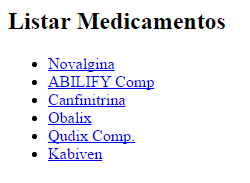 Listar Medicamentos
Novalgina
ABILIFY Comp
Canfinitrina
Obalix
Qudix Comp.
Kabiven